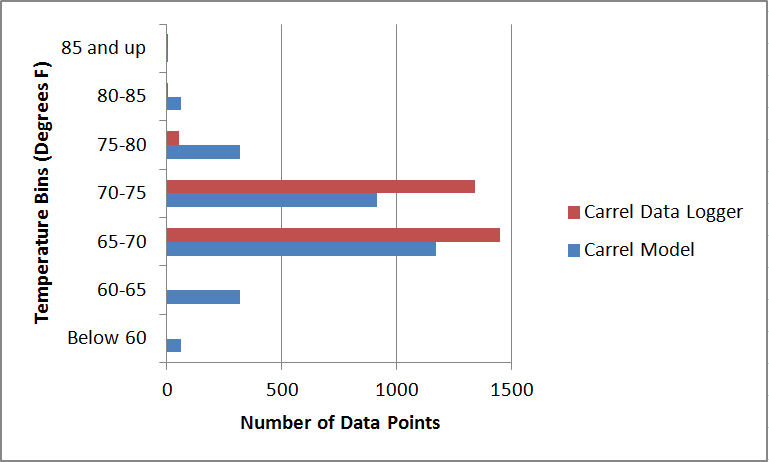 Temperature Bins (Degrees F)
85 and up
80-85
75-80
70-75
65-70
60-65
Below 60
0 500 1000 1500
Number of Data Points
Carrel Data Logger
Carrel Model